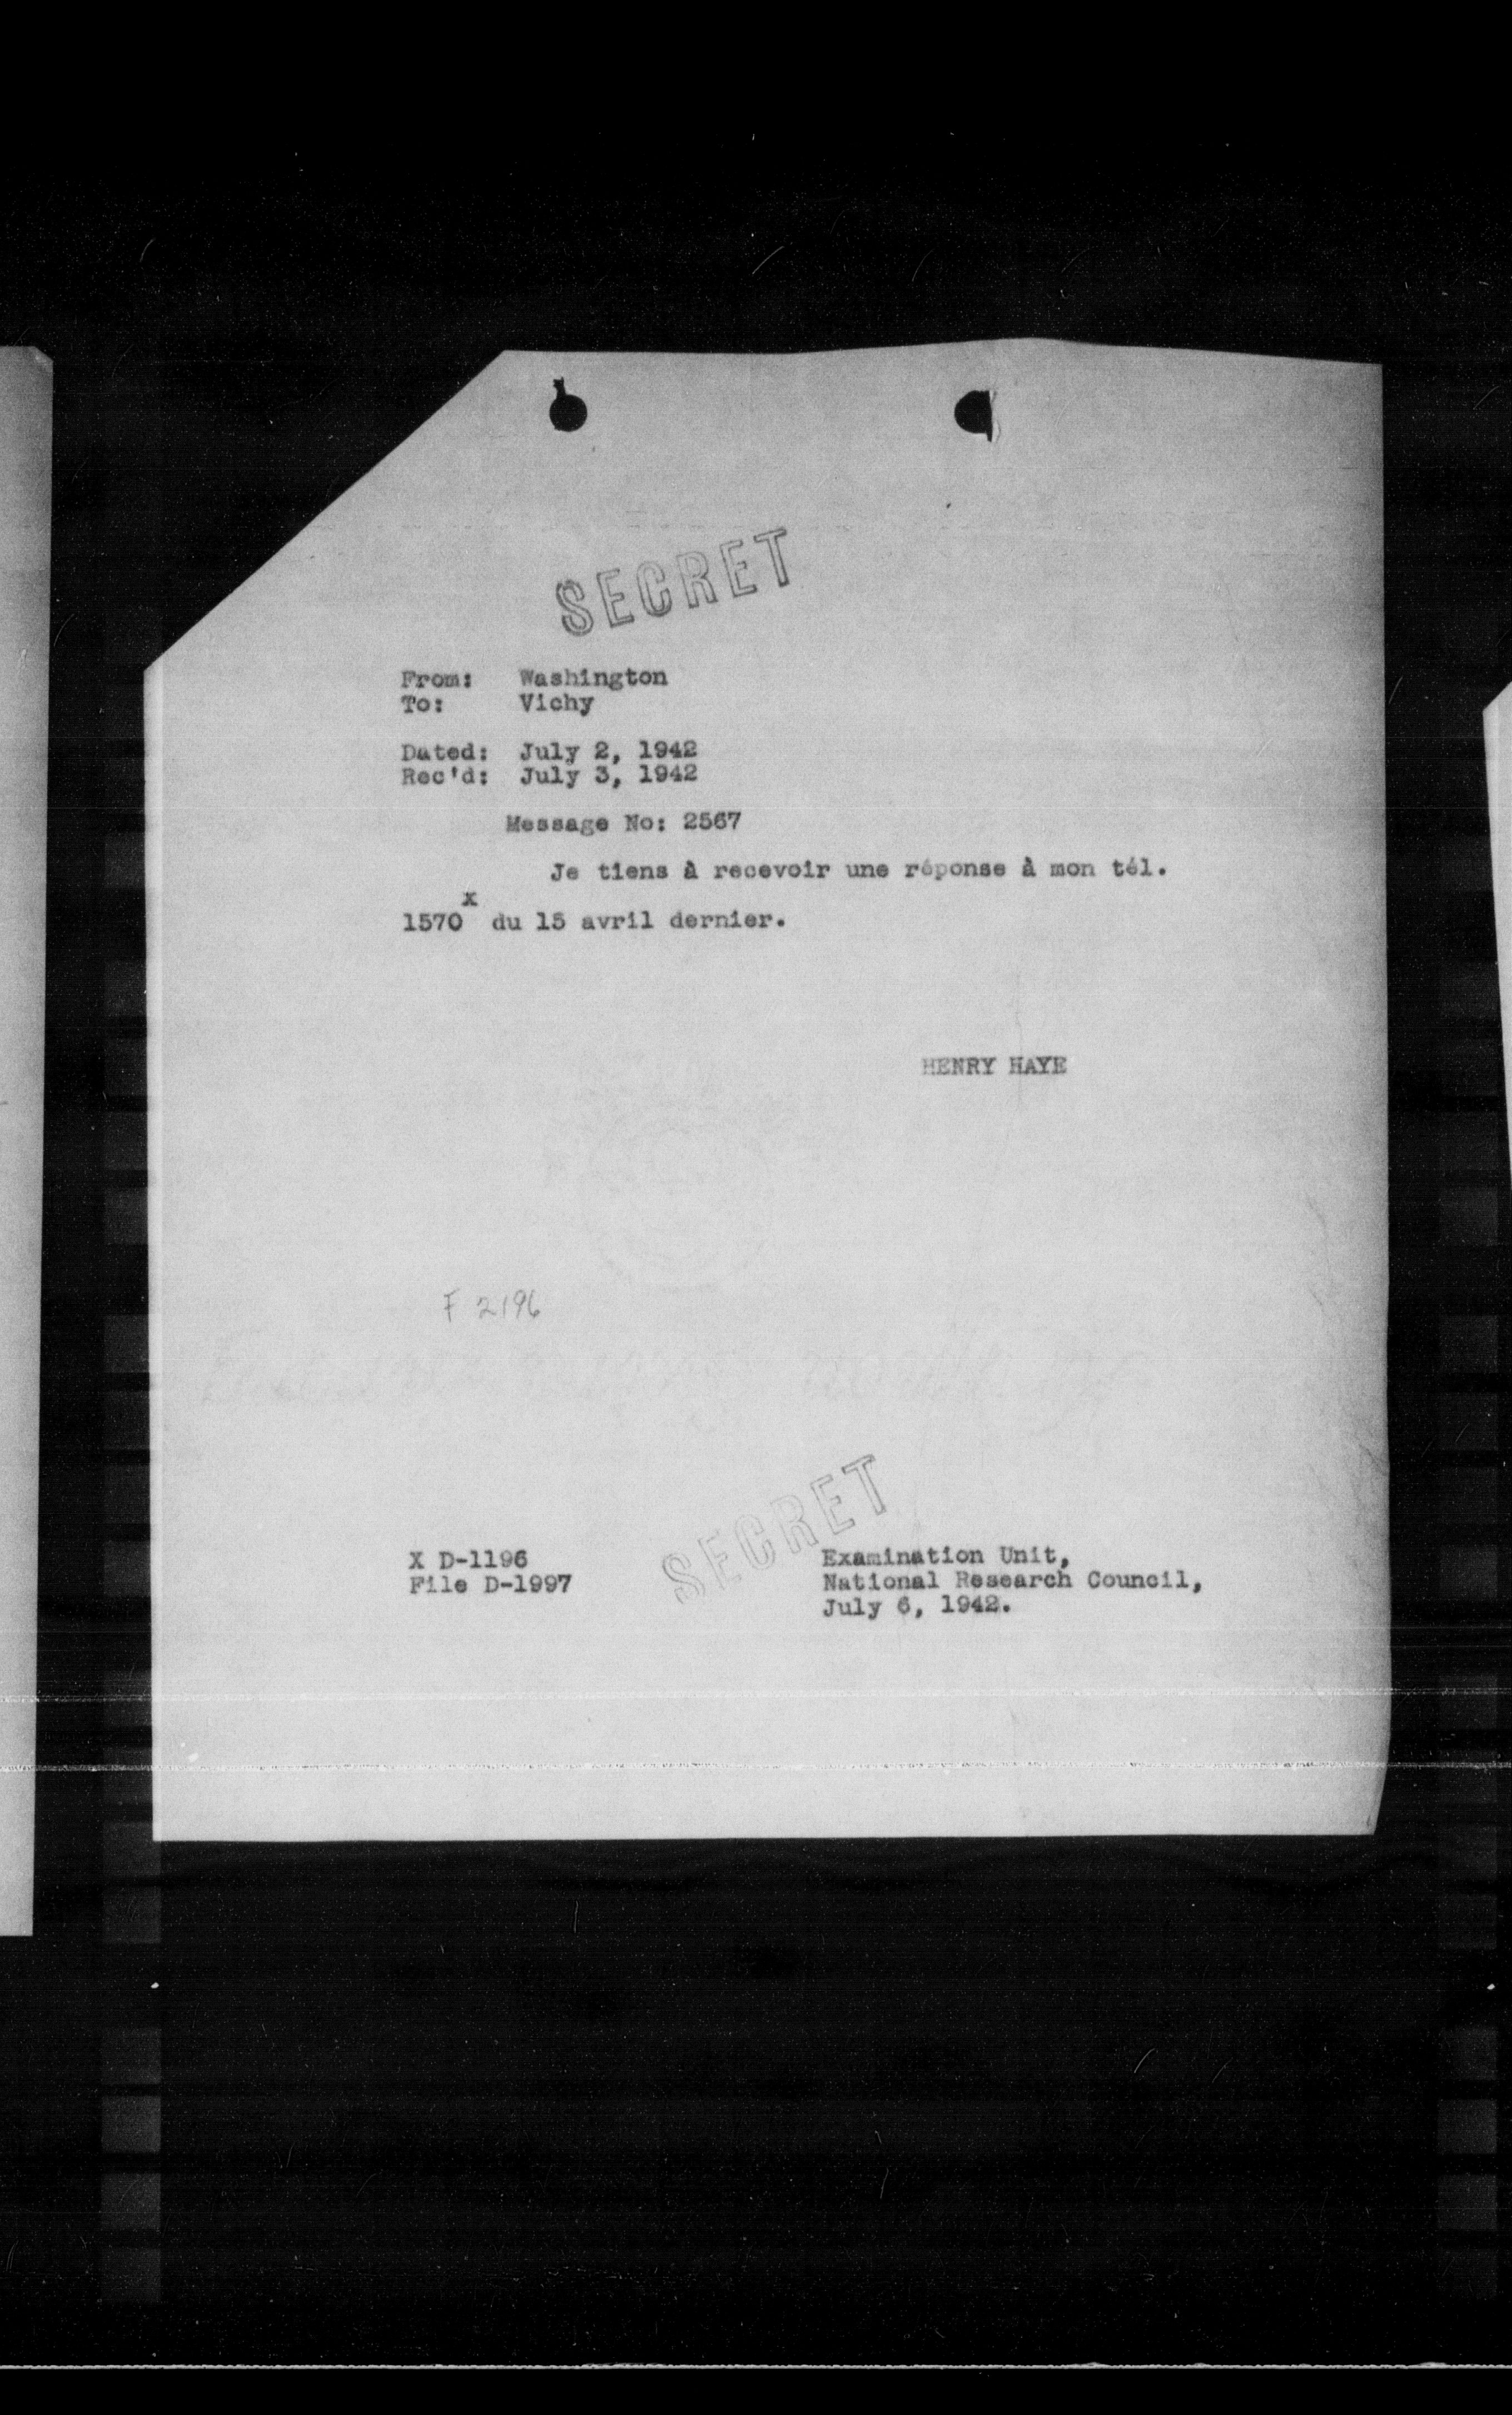 SECRET
From: Washington
To: Vichy
Dated: July 2, 1942
Rec'd: July 3, 1942
Message No: 2567
Je tiens à recevoir une réponse à mon tél.
x
1570 du 15 avril dernier.
HENRY HAYE
F 2196
SECRET
X D-1196
File D-1997
Examination Unit,
National Research Council,
July 6, 1942.